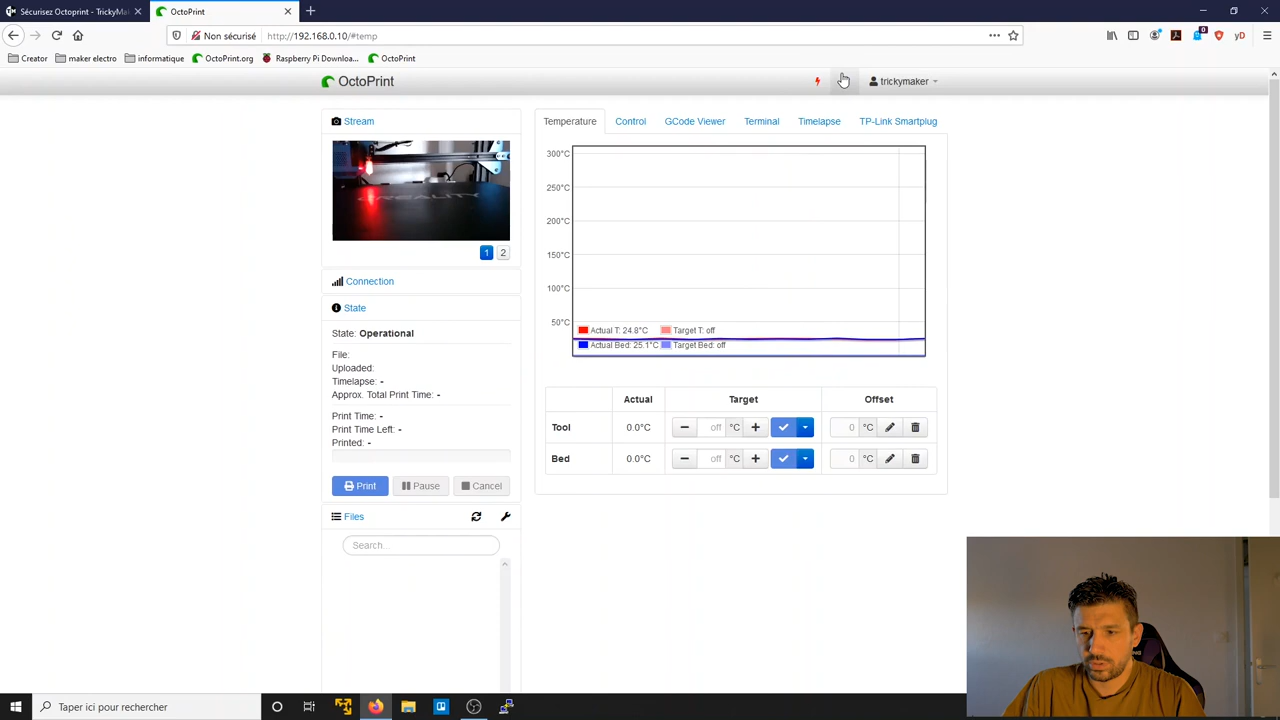 Sécurisez Octoprint - TrickyMa
OctoPrint
Non sécurisé
http://192.168.0.10/#temp
Creator
maker electro
informatique
OctoPrint.org
Raspberry Pi Downloa...
OctoPrint
OctoPrint
trickymaker
Stream
1
2
Connection
State
State: Operational
File:
Uploaded:
Timelapse: -
Approx. Total Print Time: -
Print Time: -
Print Time Left: -
Printed: -
Print
Pause
Cancel
Files
Search...
Temperature
Control
GCode Viewer
Terminal
Timelapse
TP-Link Smartplug
300°C
250°C
200°C
150°C
100°C
50°C
Actual T: 24.8°C
Target T: off
Actual Bed: 25.1°C
Target Bed: off
Actual
Target
Offset
Tool
0.0°C
off
°C
0
°C
Bed
0.0°C
off
°C
0
°C
Taper ici pour rechercher